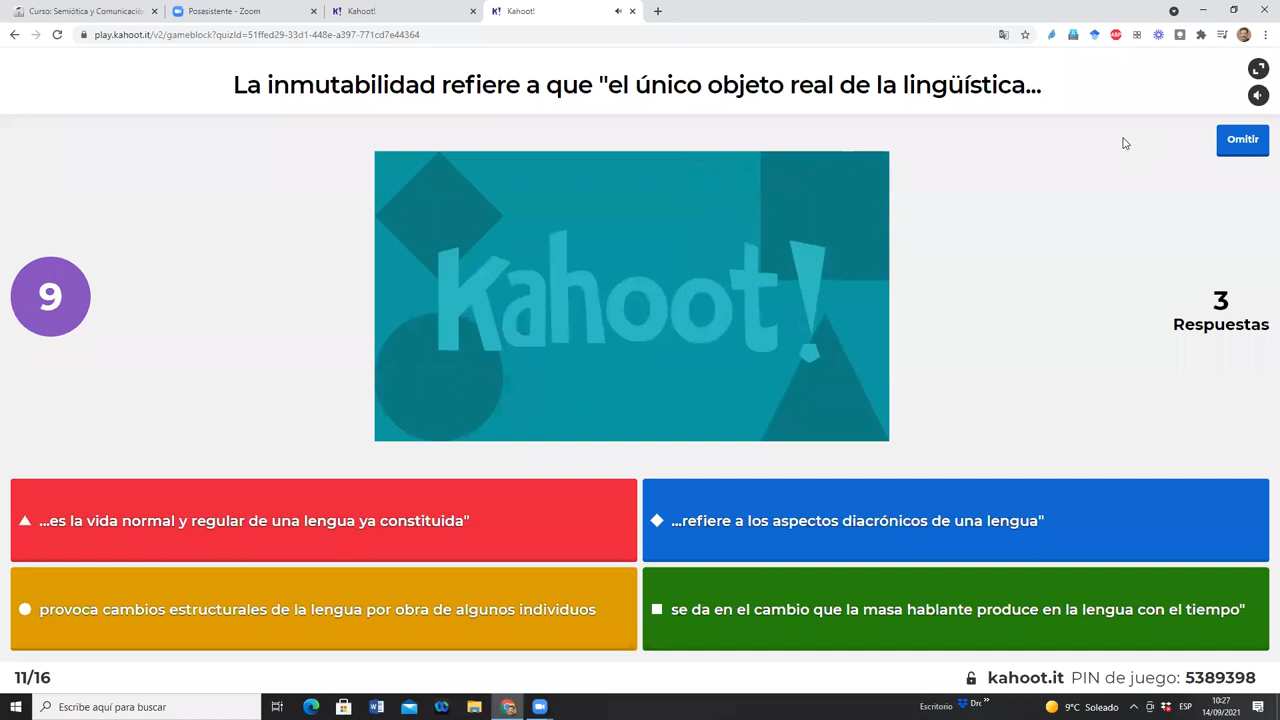 Curso: Semiótica y Comunicación
Posasistente - Zoom
Kahoot!
Kahoot!
play.kahoot.it/v2/gameblock?quizId=51ffed29-33d1-448e-a397-771cd7e44364
La inmutabilidad refiere a que "el único objeto real de la lingüística...
Omitir
Kahoot!
9
3
Respuestas
...es la vida normal y regular de una lengua ya constituida"
...refiere a los aspectos diacrónicos de una lengua"
provoca cambios estructurales de la lengua por obra de algunos individuos
se da en el cambio que la masa hablante produce en la lengua con el tiempo"
11/16
kahoot.it PIN de juego: 5389398
Escribe aquí para buscar
Escritorio
9°C Soleado
ESP
10:27
14/09/2021